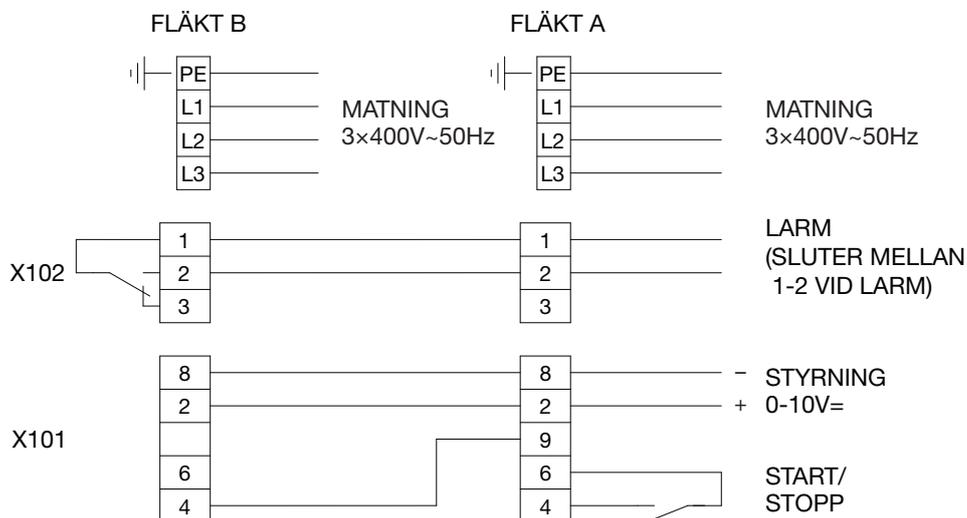 FLÄKT B
FLÄKT A
PE
L1
L2
L3
MATNING
3×400V~50Hz
PE
L1
L2
L3
MATNING
3×400V~50Hz
X102
1
2
3
1
2
3
LARM
(SLUTER MELLAN
1-2 VID LARM)
X101
8
2
6
4
8
2
9
6
4
− STYRNING
+ 0-10V=
START/
STOPP